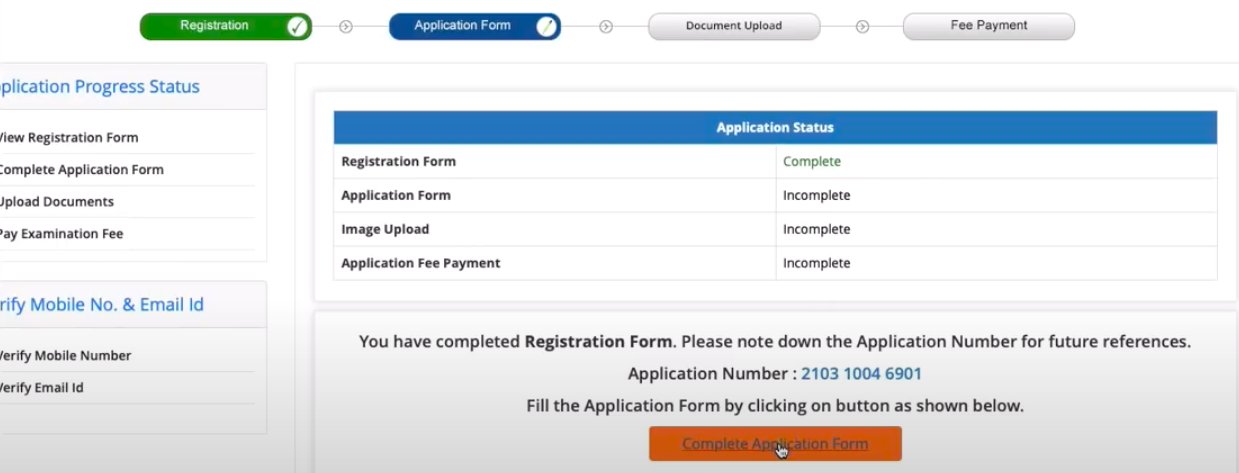 Registration
Application Form
Document Upload
Fee Payment
plication Progress Status
View Registration Form
Complete Application Form
Upload Documents
Pay Examination Fee
rify Mobile No. & Email Id
Verify Mobile Number
Verify Email Id
Application Status
Registration Form Complete
Application Form Incomplete
Image Upload Incomplete
Application Fee Payment Incomplete
You have completed Registration Form. Please note down the Application Number for future references.
Application Number : 2103 1004 6901
Fill the Application Form by clicking on button as shown below.
Complete Application Form